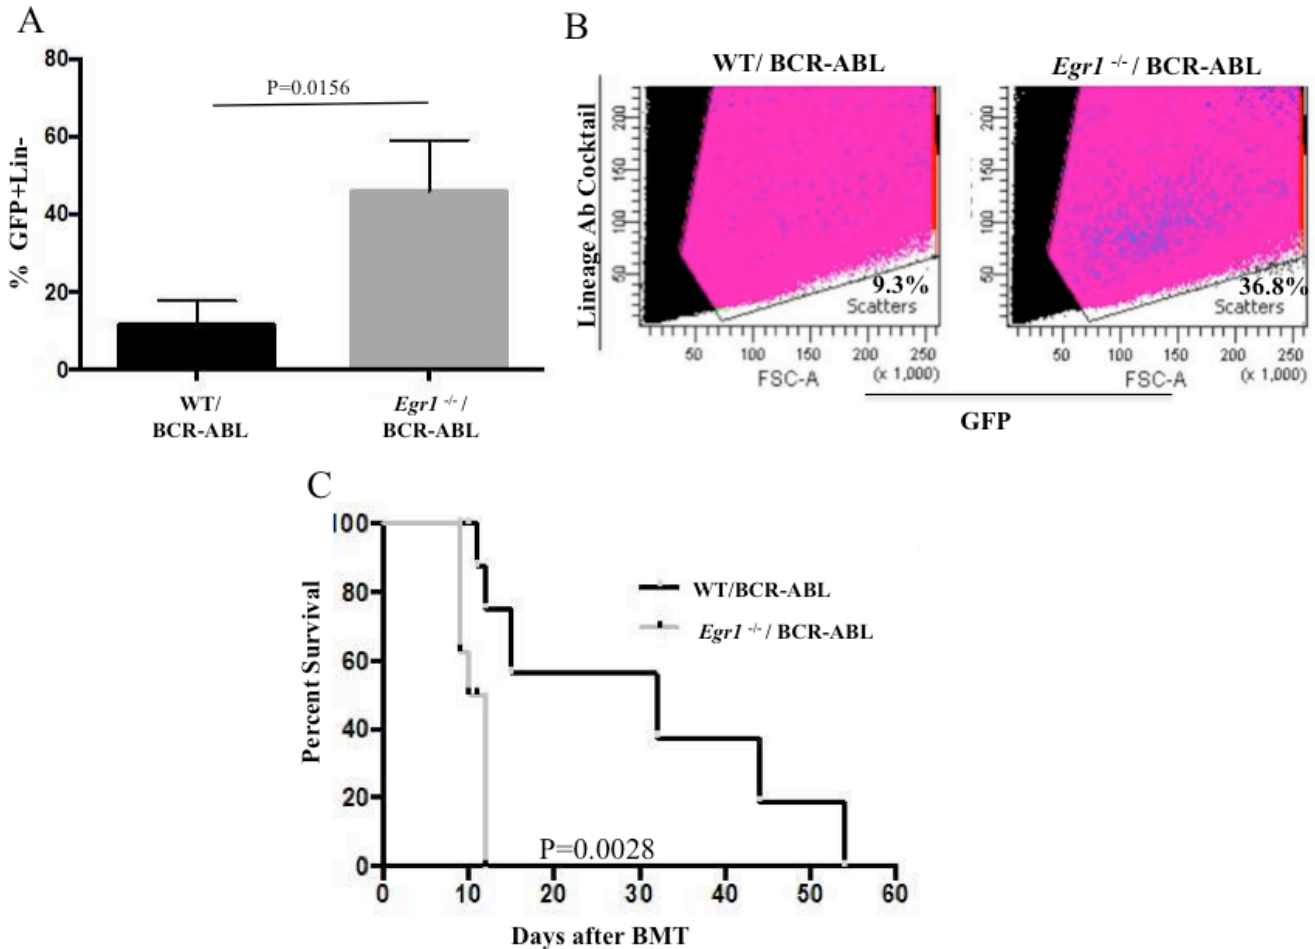 A
80
60
40
20
0
% GFP+Lin-
P=0.0156
WT/
BCR-ABL
Egr1 -/- /
BCR-ABL
B
WT/ BCR-ABL
Egr1 -/- / BCR-ABL
Lineage Ab Cocktail
200
150
100
50
9.3%
Scatters
50 100 150 200 250
FSC-A (x 1,000)
200
150
100
50
36.8%
Scatters
50 100 150 200 250
FSC-A (x 1,000)
GFP
C
100
80
60
40
20
0
Percent Survival
WT/BCR-ABL
Egr1 -/- / BCR-ABL
P=0.0028
0 10 20 30 40 50 60
Days after BMT